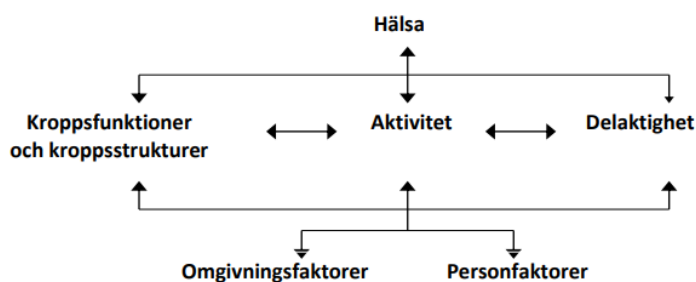 Hälsa
Kroppsfunktioner
och kroppsstrukturer
Aktivitet
Delaktighet
Omgivningsfaktorer
Personfaktorer